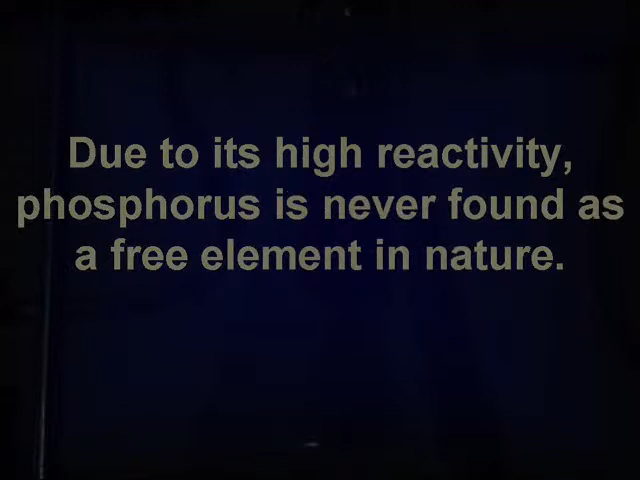 Due to its high reactivity,
phosphorus is never found as
a free element in nature.